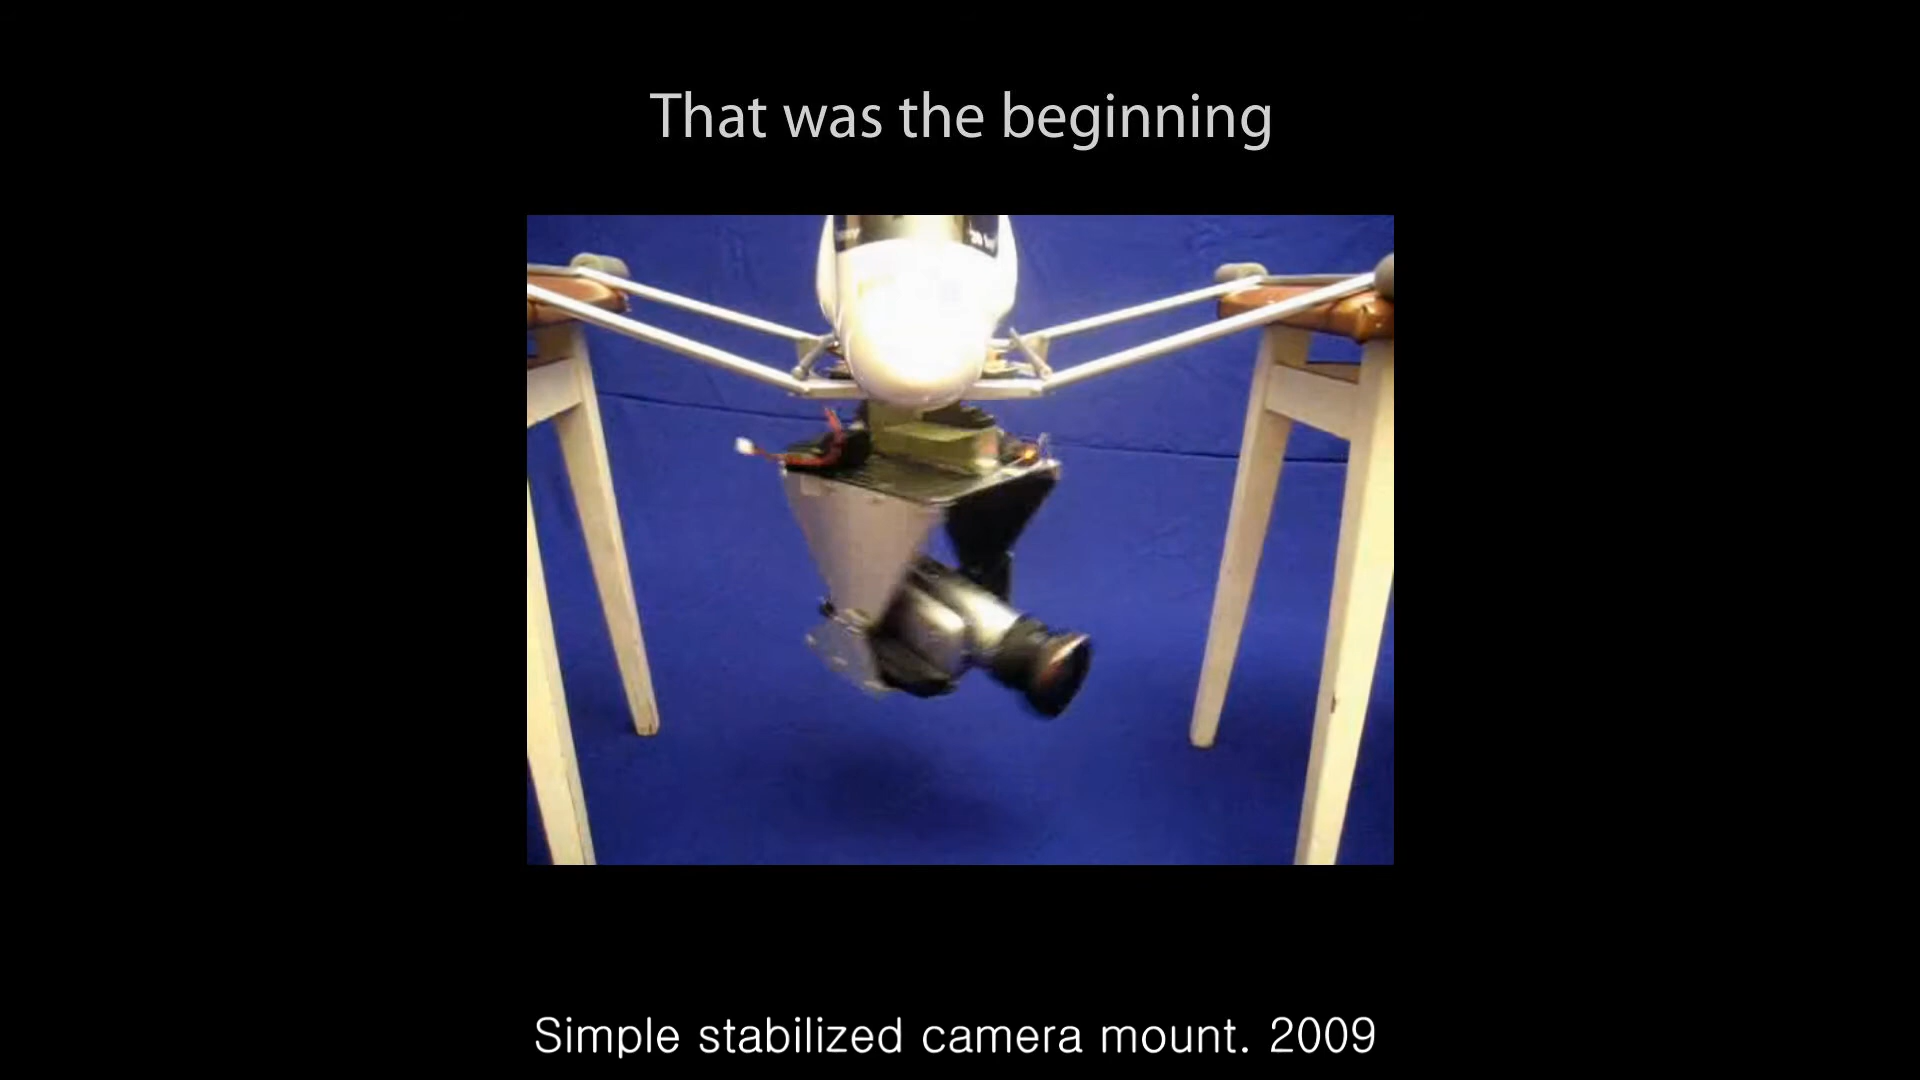 That was the beginning
Simple stabilized camera mount. 2009